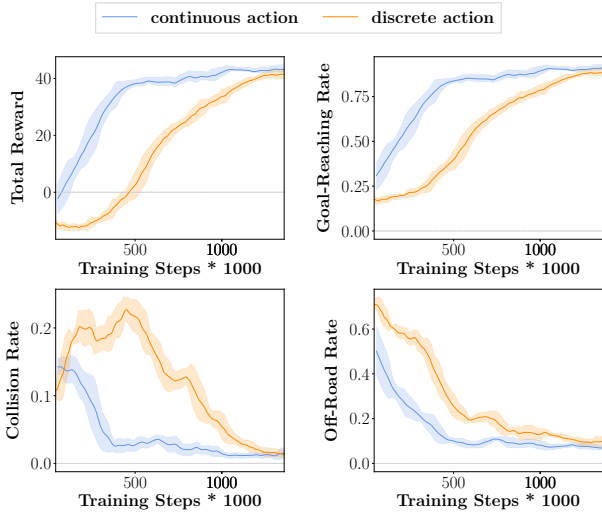 continuous action
discrete action
Total Reward
40
20
0
500
1000
Training Steps * 1000
Goal-Reaching Rate
0.75
0.50
0.25
0.00
500
1000
Training Steps * 1000
Collision Rate
0.2
0.1
0.0
500
1000
Training Steps * 1000
Off-Road Rate
0.6
0.4
0.2
0.0
500
1000
Training Steps * 1000